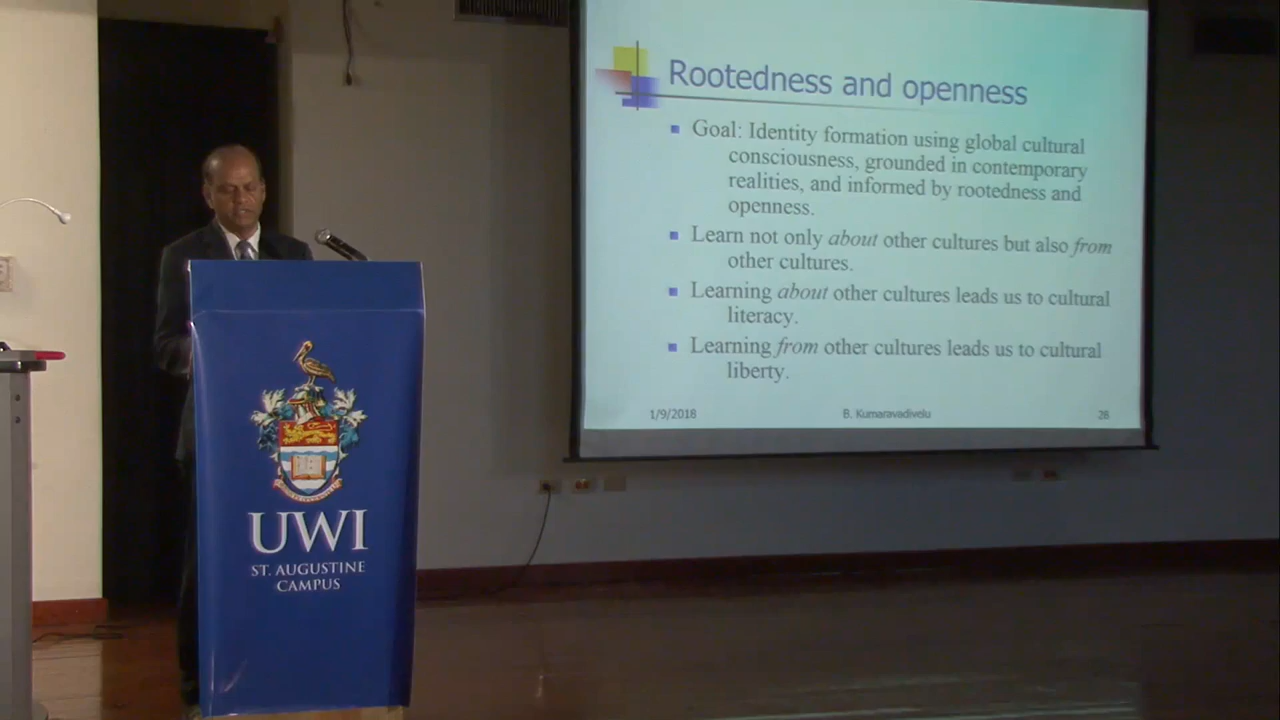 Rootedness and openness
Goal: Identity formation using global cultural
consciousness, grounded in contemporary
realities, and informed by rootedness and
openness.
Learn not only about other cultures but also from
other cultures.
Learning about other cultures leads us to cultural
literacy.
Learning from other cultures leads us to cultural
liberty.
1/9/2018 B. Kumaravadivelu 28
UWI
ST. AUGUSTINE
CAMPUS